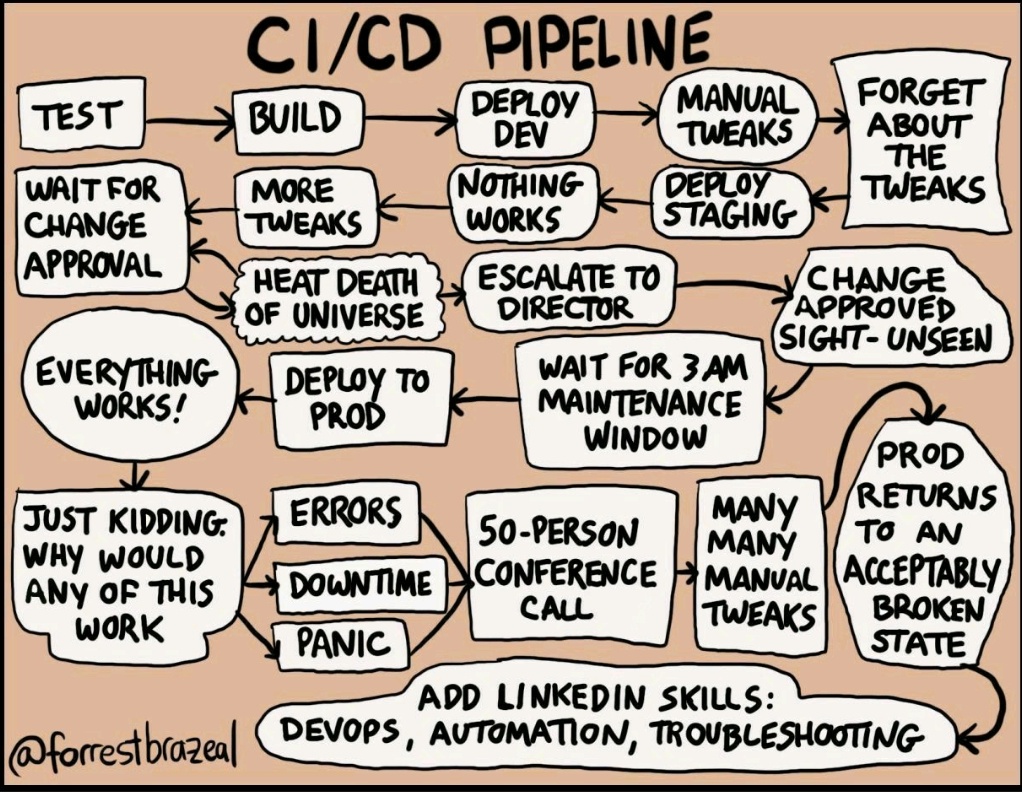 CI/CD PIPELINE
TEST
BUILD
DEPLOY
DEV
MANUAL
TWEAKS
FORGET
ABOUT
THE
TWEAKS
DEPLOY
STAGING
NOTHING
WORKS
MORE
TWEAKS
WAIT FOR
CHANGE
APPROVAL
HEAT DEATH
OF UNIVERSE
ESCALATE TO
DIRECTOR
CHANGE
APPROVED
SIGHT-UNSEEN
WAIT FOR 3 AM
MAINTENANCE
WINDOW
DEPLOY TO
PROD
EVERYTHING
WORKS!
JUST KIDDING.
WHY WOULD
ANY OF THIS
WORK
ERRORS
DOWNTIME
PANIC
50-PERSON
CONFERENCE
CALL
MANY
MANY
MANUAL
TWEAKS
PROD
RETURNS
TO AN
ACCEPTABLY
BROKEN
STATE
ADD LINKEDIN SKILLS:
DEVOPS, AUTOMATION, TROUBLESHOOTING
@forrestbrazeal